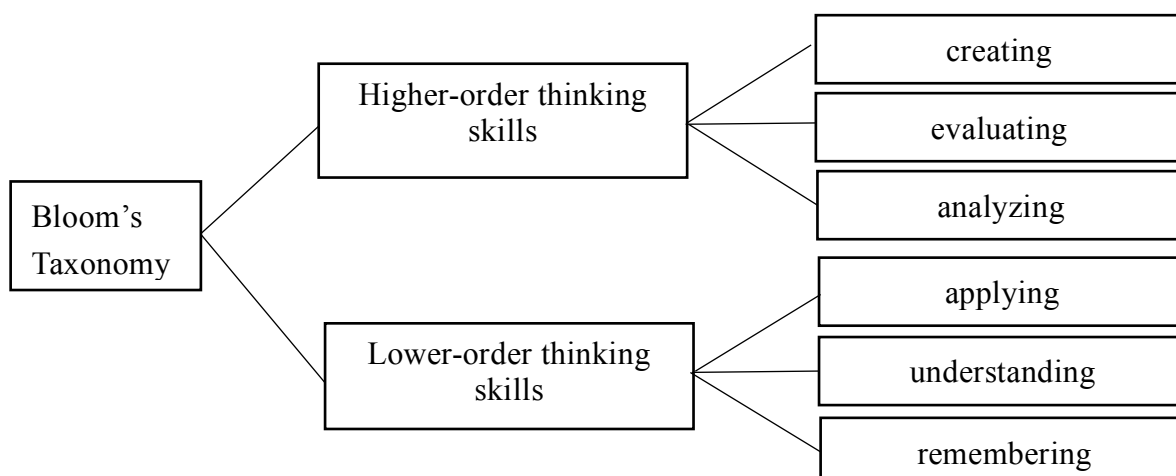 Bloom’s
Taxonomy
Higher-order thinking
skills
Lower-order thinking
skills
creating
evaluating
analyzing
applying
understanding
remembering